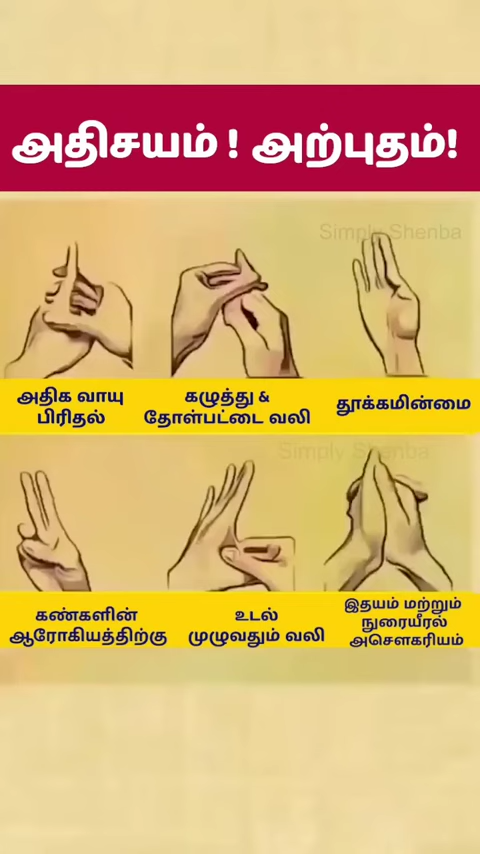 அதிசயம் ! அற்புதம்!
Simply Shenba
அதிக வாயு
பிரிதல்
கழுத்து &
தோள்பட்டை வலி
தூக்கமின்மை
Simply Shenba
கண்களின்
ஆரோகியத்திற்கு
உடல்
முழுவதும் வலி
இதயம் மற்றும்
நுரையீரல்
அசௌகரியம்